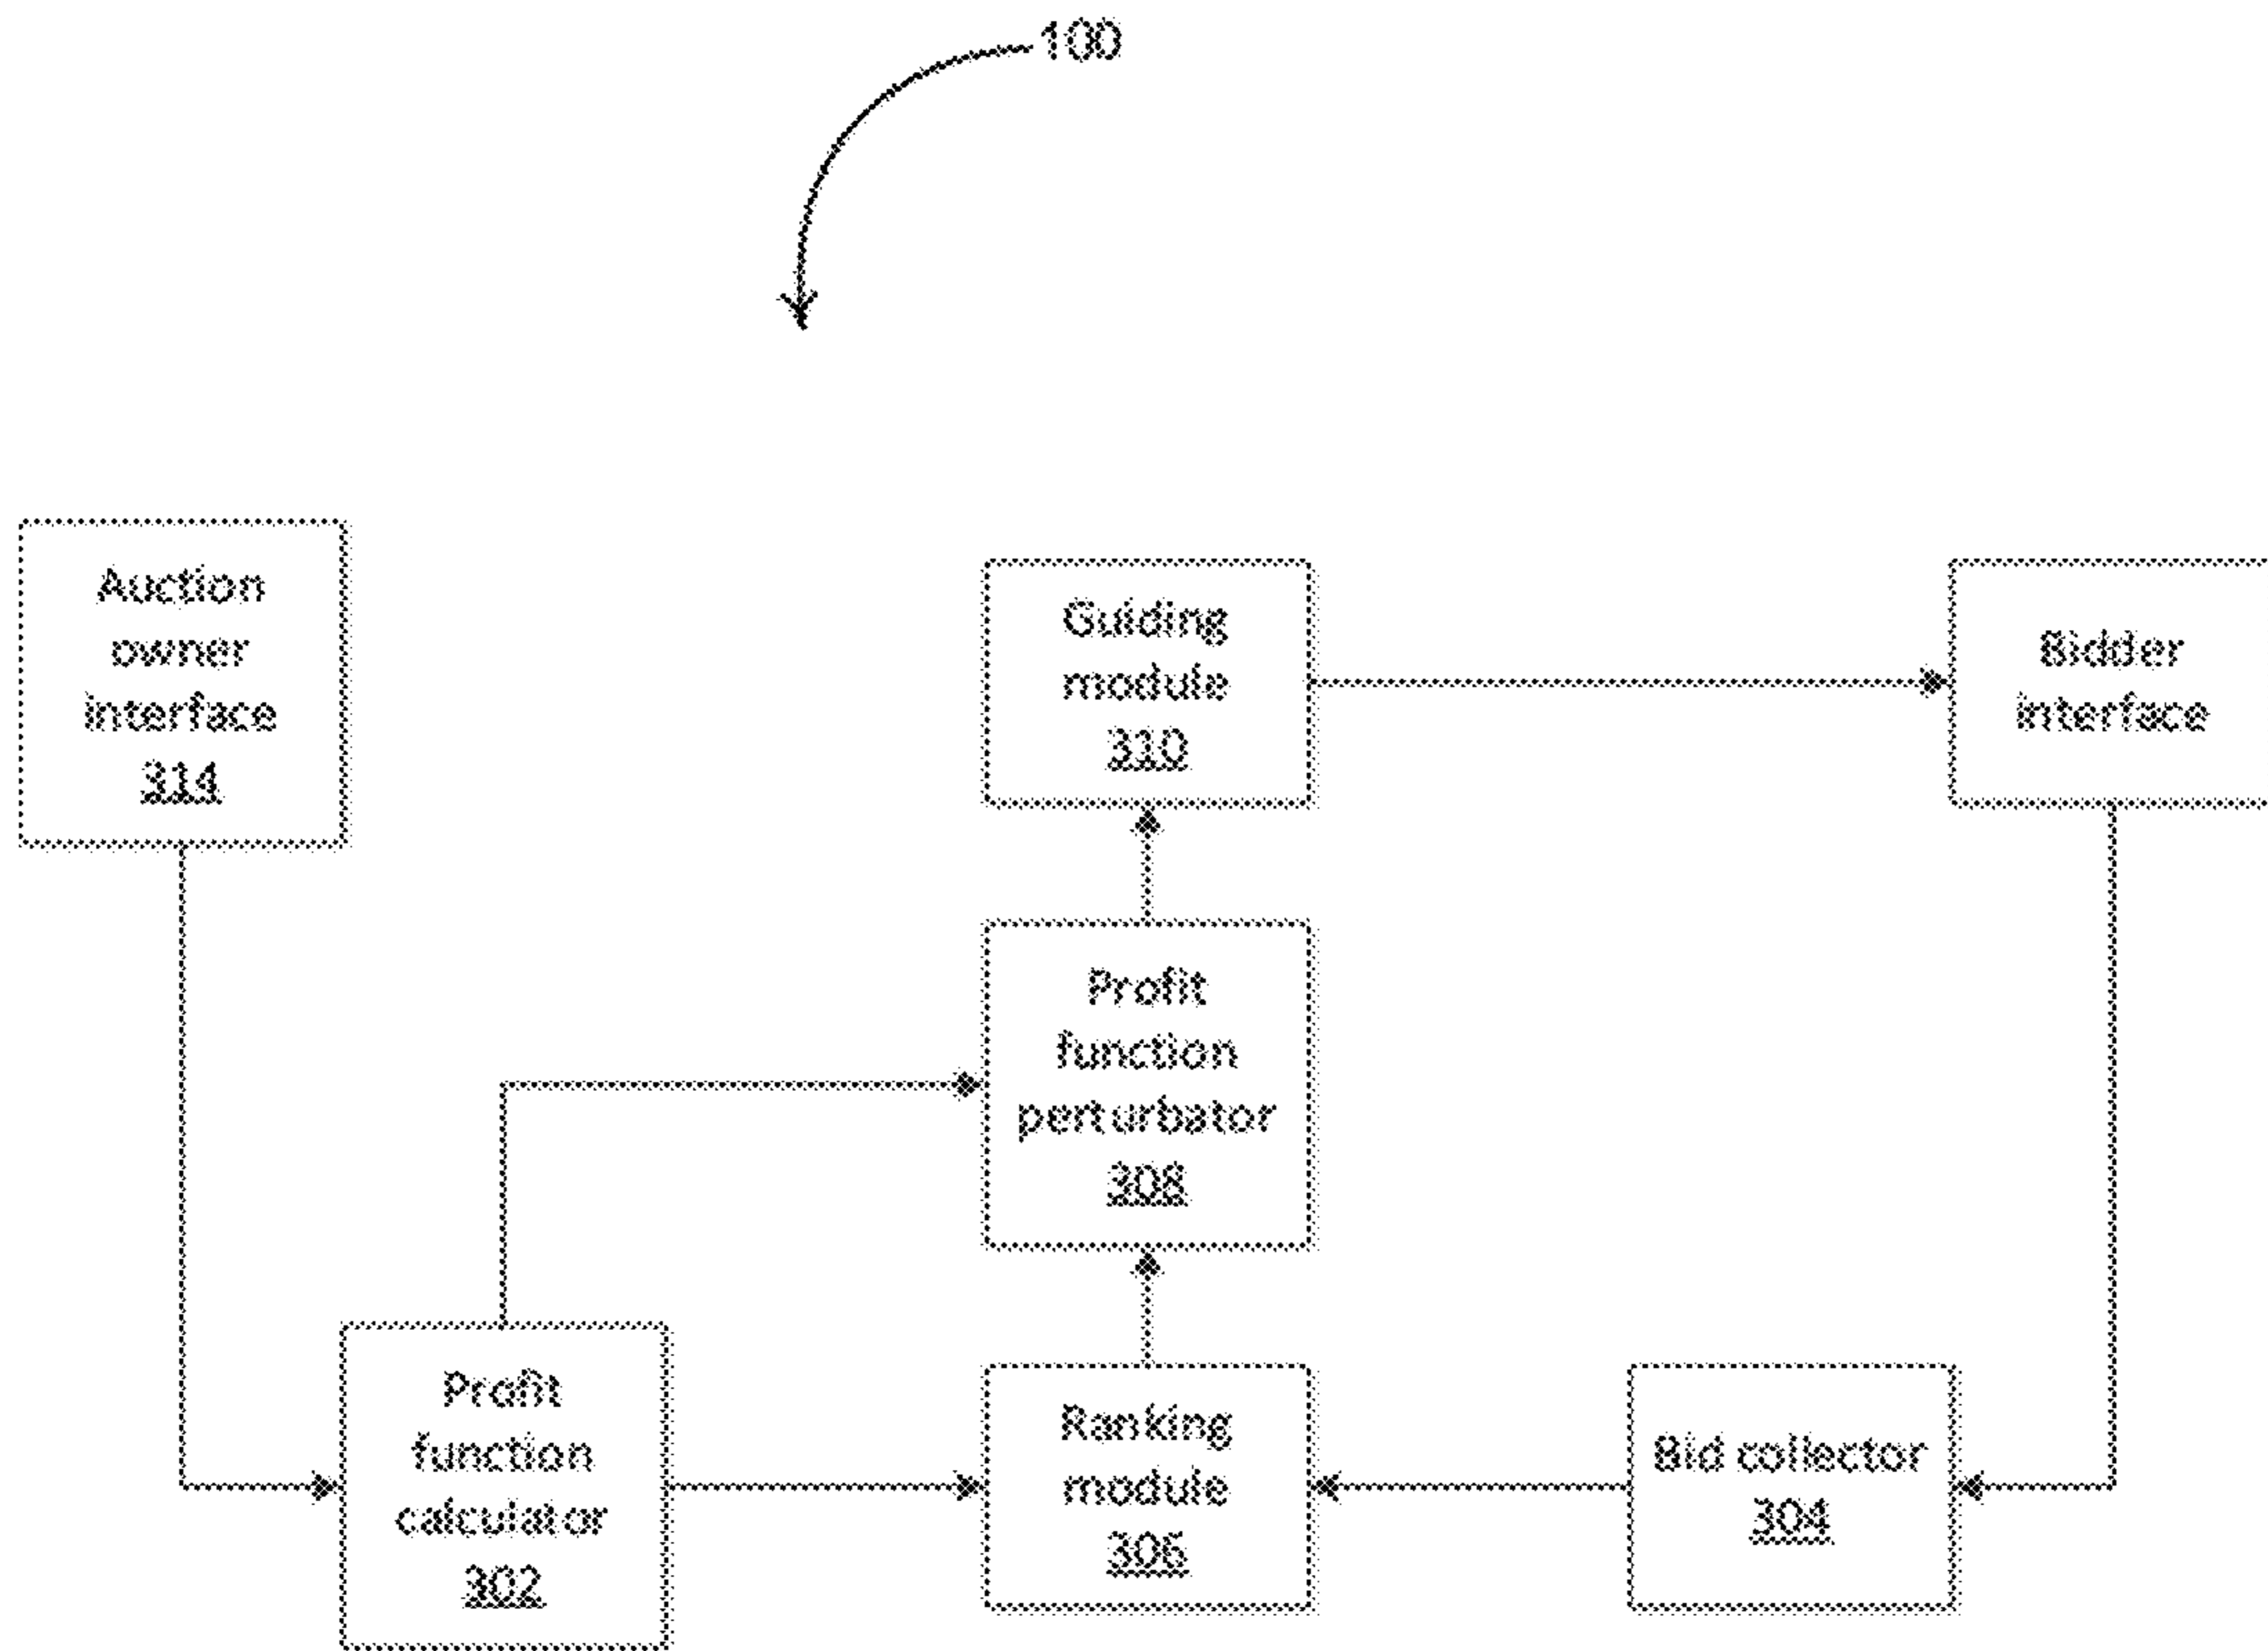 100
Auction
owner
interface
314
Guiding
module
310
Bidder
interface
Profit
function
perturbator
308
Profit
function
calculator
302
Ranking
module
306
Bid collector
304